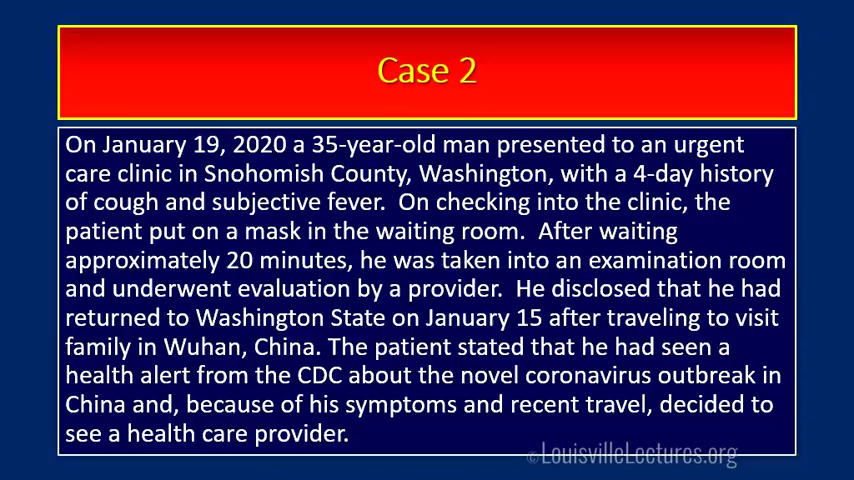 Case 2
On January 19, 2020 a 35-year-old man presented to an urgent
care clinic in Snohomish County, Washington, with a 4-day history
of cough and subjective fever.  On checking into the clinic, the
patient put on a mask in the waiting room.  After waiting
approximately 20 minutes, he was taken into an examination room
and underwent evaluation by a provider.  He disclosed that he had
returned to Washington State on January 15 after traveling to visit
family in Wuhan, China. The patient stated that he had seen a
health alert from the CDC about the novel coronavirus outbreak in
China and, because of his symptoms and recent travel, decided to
see a health care provider.
©LouisvilleLectures.org